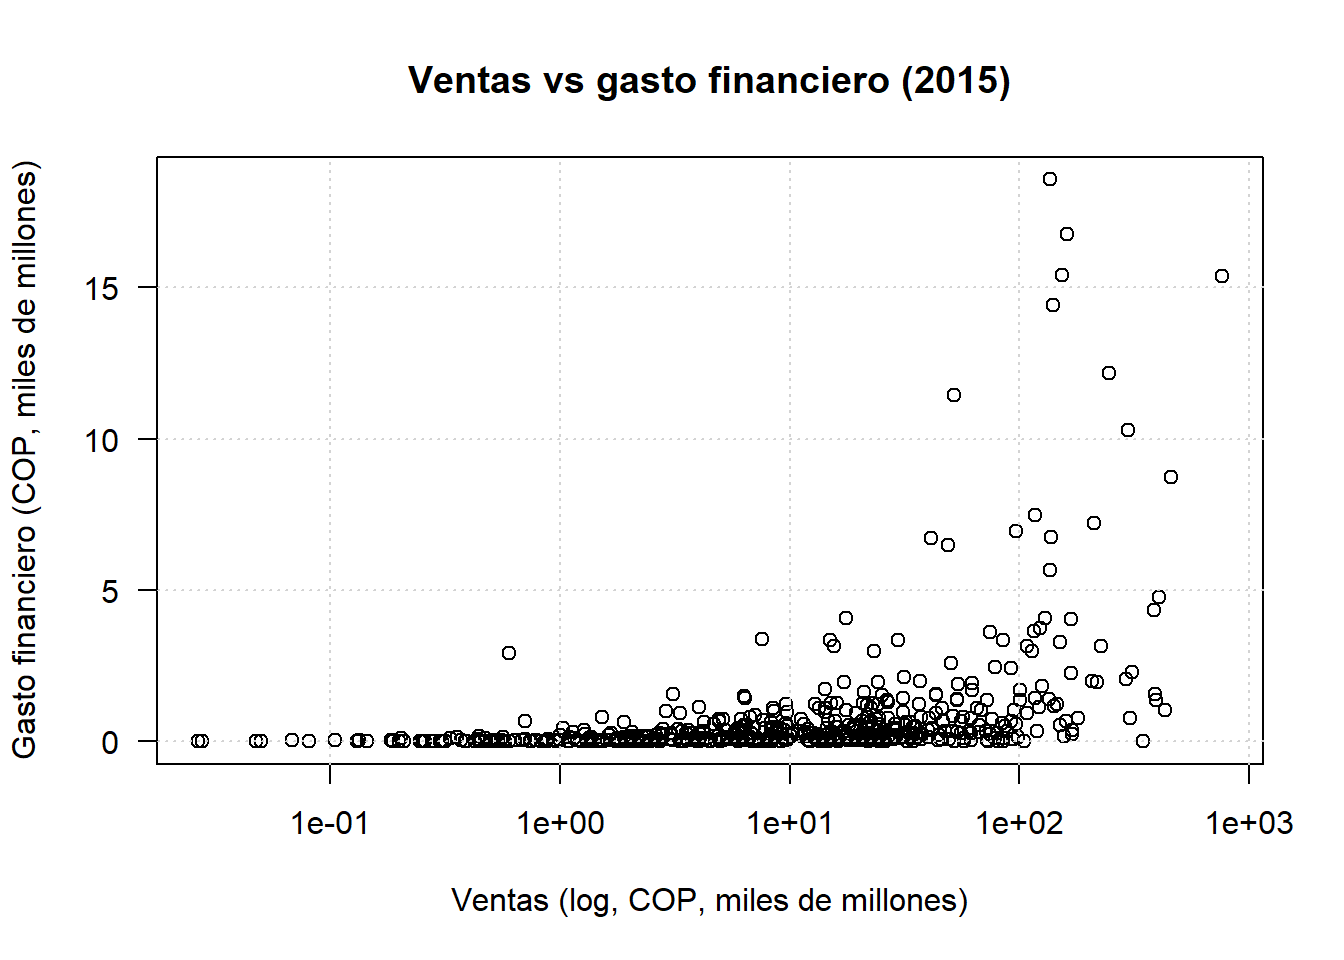 Ventas vs gasto financiero (2015)
Gasto financiero (COP, miles de millones)
15
10
5
0
1e-01 1e+00 1e+01 1e+02 1e+03
Ventas (log, COP, miles de millones)